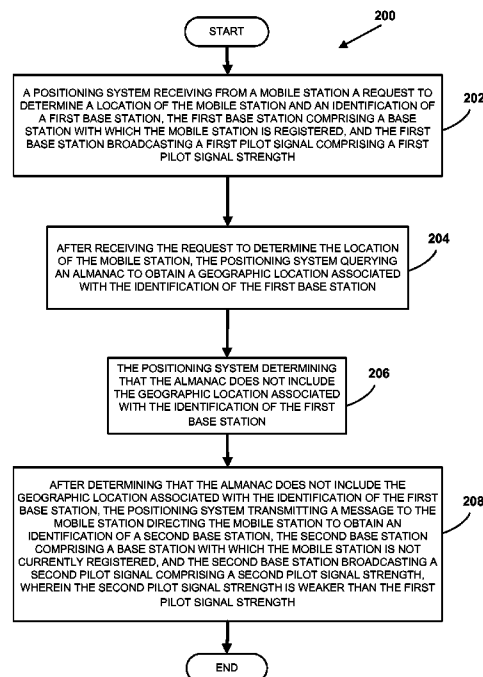 START
200
A POSITIONING SYSTEM RECEIVING FROM A MOBILE STATION A REQUEST TO
DETERMINE A LOCATION OF THE MOBILE STATION AND AN IDENTIFICATION OF
A FIRST BASE STATION, THE FIRST BASE STATION COMPRISING A BASE
STATION WITH WHICH THE MOBILE STATION IS REGISTERED, AND THE FIRST
BASE STATION BROADCASTING A FIRST PILOT SIGNAL COMPRISING A FIRST
PILOT SIGNAL STRENGTH
202
AFTER RECEIVING THE REQUEST TO DETERMINE THE LOCATION
OF THE MOBILE STATION, THE POSITIONING SYSTEM QUERYING
AN ALMANAC TO OBTAIN A GEOGRAPHIC LOCATION ASSOCIATED
WITH THE IDENTIFICATION OF THE FIRST BASE STATION
204
THE POSITIONING SYSTEM DETERMINING
THAT THE ALMANAC DOES NOT INCLUDE
THE GEOGRAPHIC LOCATION ASSOCIATED
WITH THE IDENTIFICATION OF THE FIRST
BASE STATION
206
AFTER DETERMINING THAT THE ALMANAC DOES NOT INCLUDE THE
GEOGRAPHIC LOCATION ASSOCIATED WITH THE IDENTIFICATION OF THE FIRST
BASE STATION, THE POSITIONING SYSTEM TRANSMITTING A MESSAGE TO THE
MOBILE STATION DIRECTING THE MOBILE STATION TO OBTAIN AN
IDENTIFICATION OF A SECOND BASE STATION, THE SECOND BASE STATION
COMPRISING A BASE STATION WITH WHICH THE MOBILE STATION IS NOT
CURRENTLY REGISTERED, AND THE SECOND BASE STATION BROADCASTING A
SECOND PILOT SIGNAL COMPRISING A SECOND PILOT SIGNAL STRENGTH,
WHEREIN THE SECOND PILOT SIGNAL STRENGTH IS WEAKER THAN THE FIRST
PILOT SIGNAL STRENGTH
208
END